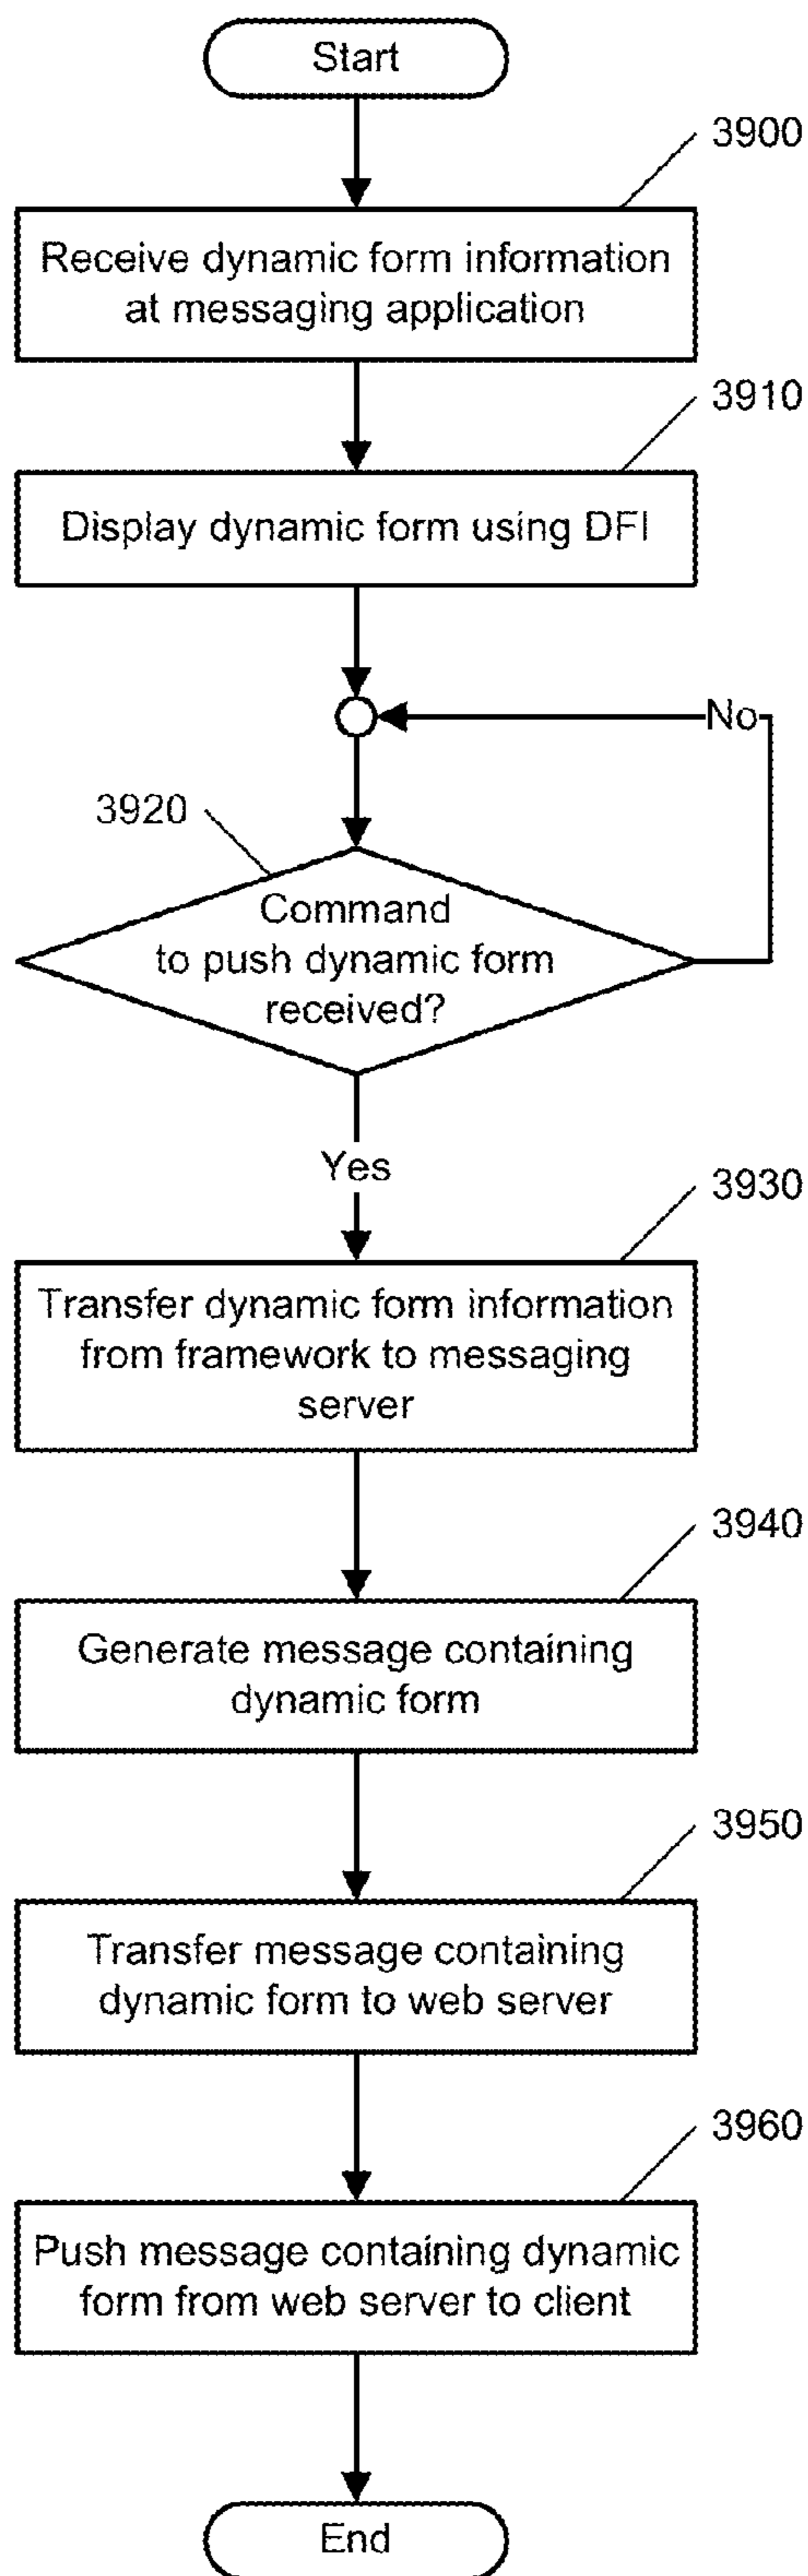 Start
3900
Receive dynamic form information
at messaging application
3910
Display dynamic form using DFI
No
3920
Command
to push dynamic form
received?
Yes
3930
Transfer dynamic form information
from framework to messaging
server
3940
Generate message containing
dynamic form
3950
Transfer message containing
dynamic form to web server
3960
Push message containing dynamic
form from web server to client
End